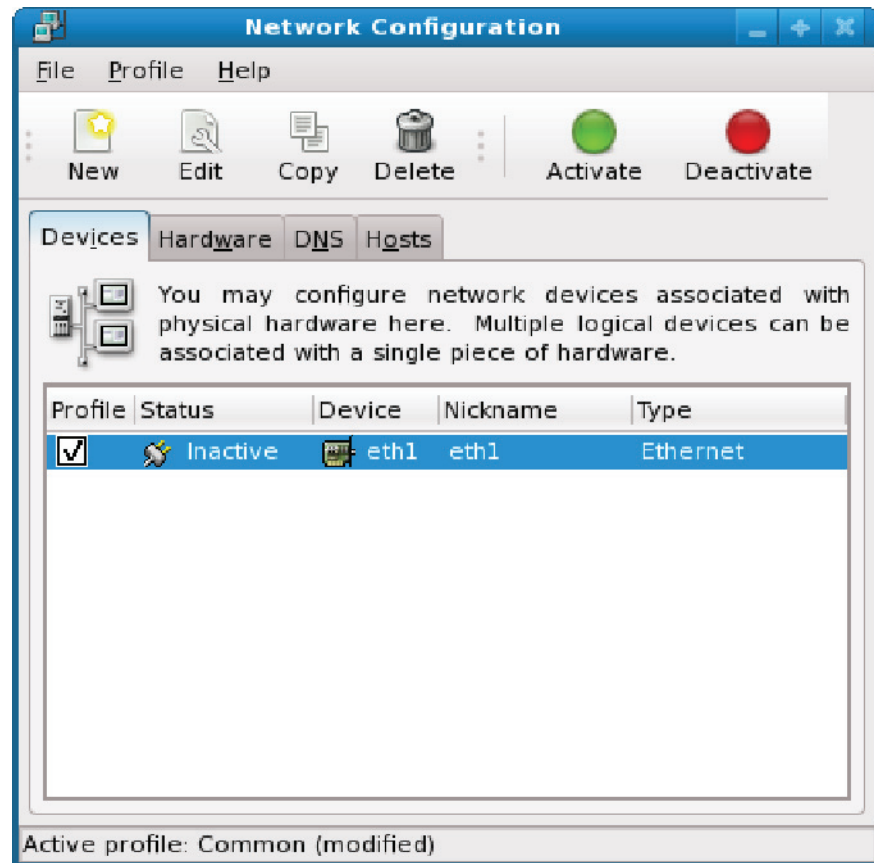 Network Configuration
File Profile Help
New Edit Copy Delete Activate Deactivate
Devices Hardware DNS Hosts
You may configure network devices associated with
physical hardware here. Multiple logical devices can be
associated with a single piece of hardware.
Profile Status Device Nickname Type
Inactive eth1 eth1 Ethernet
Active profile: Common (modified)